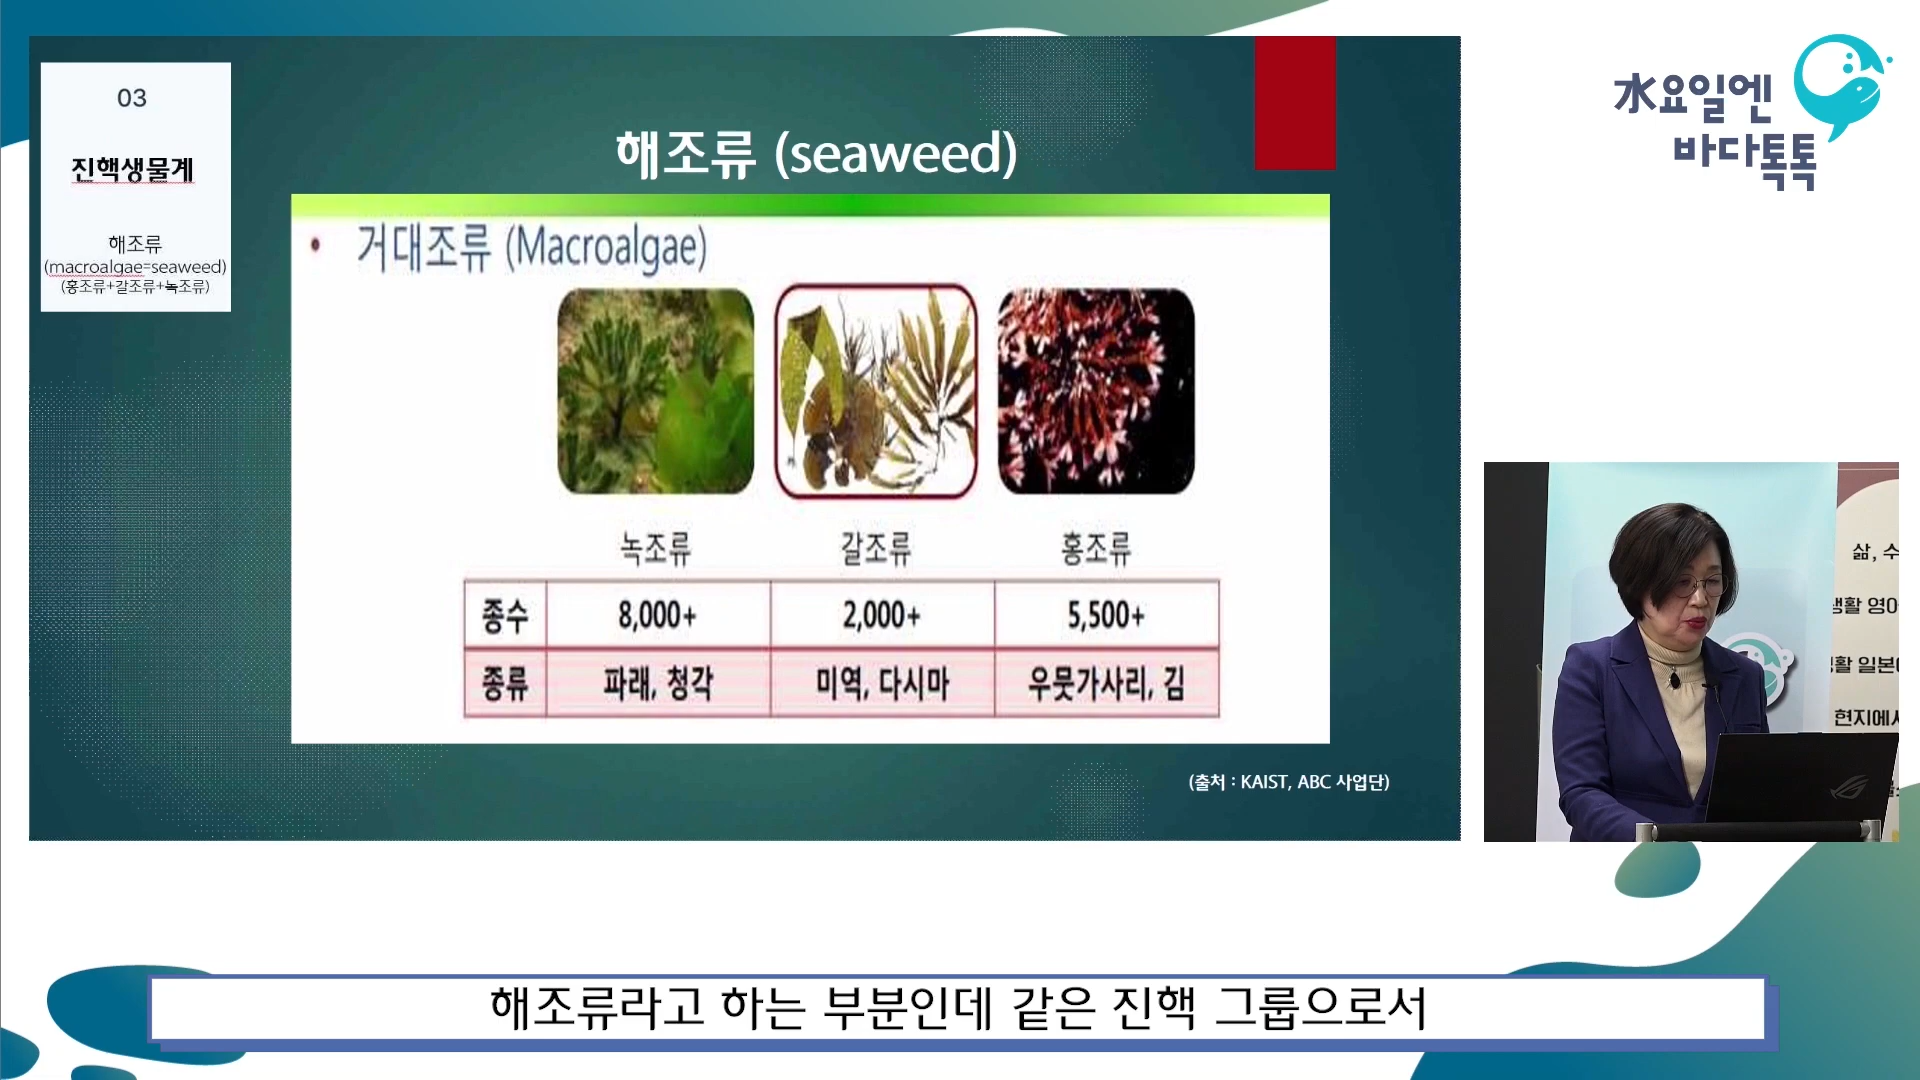 03
진핵생물계
해조류
(macroalgae=seaweed)
(홍조류+갈조류+녹조류)
해조류 (seaweed)
• 거대조류 (Macroalgae)
녹조류 갈조류 홍조류
종수 8,000+ 2,000+ 5,500+
종류 파래, 청각 미역, 다시마 우뭇가사리, 김
(출처 : KAIST, ABC 사업단)
水요일엔
바다톡톡
삶, 수
생활 영어
활 일본
현지에서
해조류라고 하는 부분인데 같은 진핵 그룹으로서